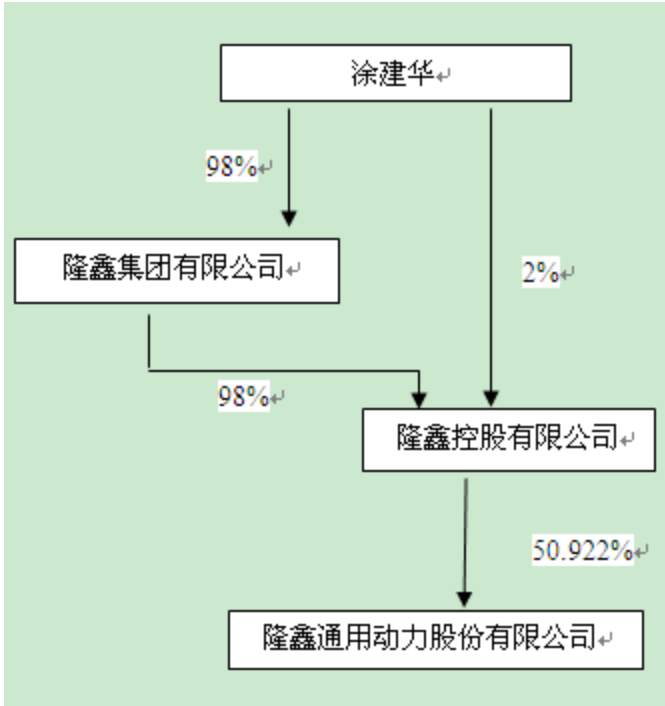 涂建华
98%
隆鑫集团有限公司
2%
98%
隆鑫控股有限公司
50.922%
隆鑫通用动力股份有限公司